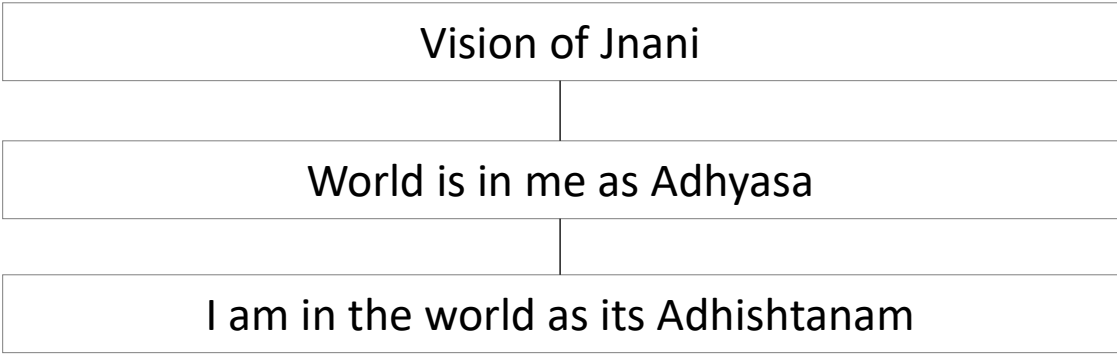 Vision of Jnani
World is in me as Adhyasa
I am in the world as its Adhishtanam